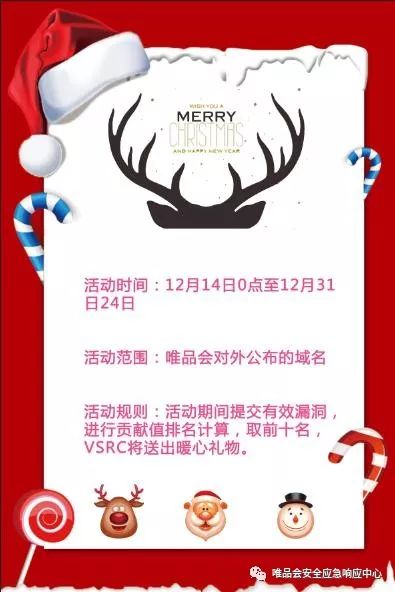 WISH YOU A
MERRY
CHRISTMAS
AND HAPPY NEW YEAR
活动时间：12月14日0点至12月31
日24日
活动范围：唯品会对外公布的域名
活动规则：活动期间提交有效漏洞，
进行贡献值排名计算，取前十名，
VSRC将送出暖心礼物。
唯品会安全应急响应中心